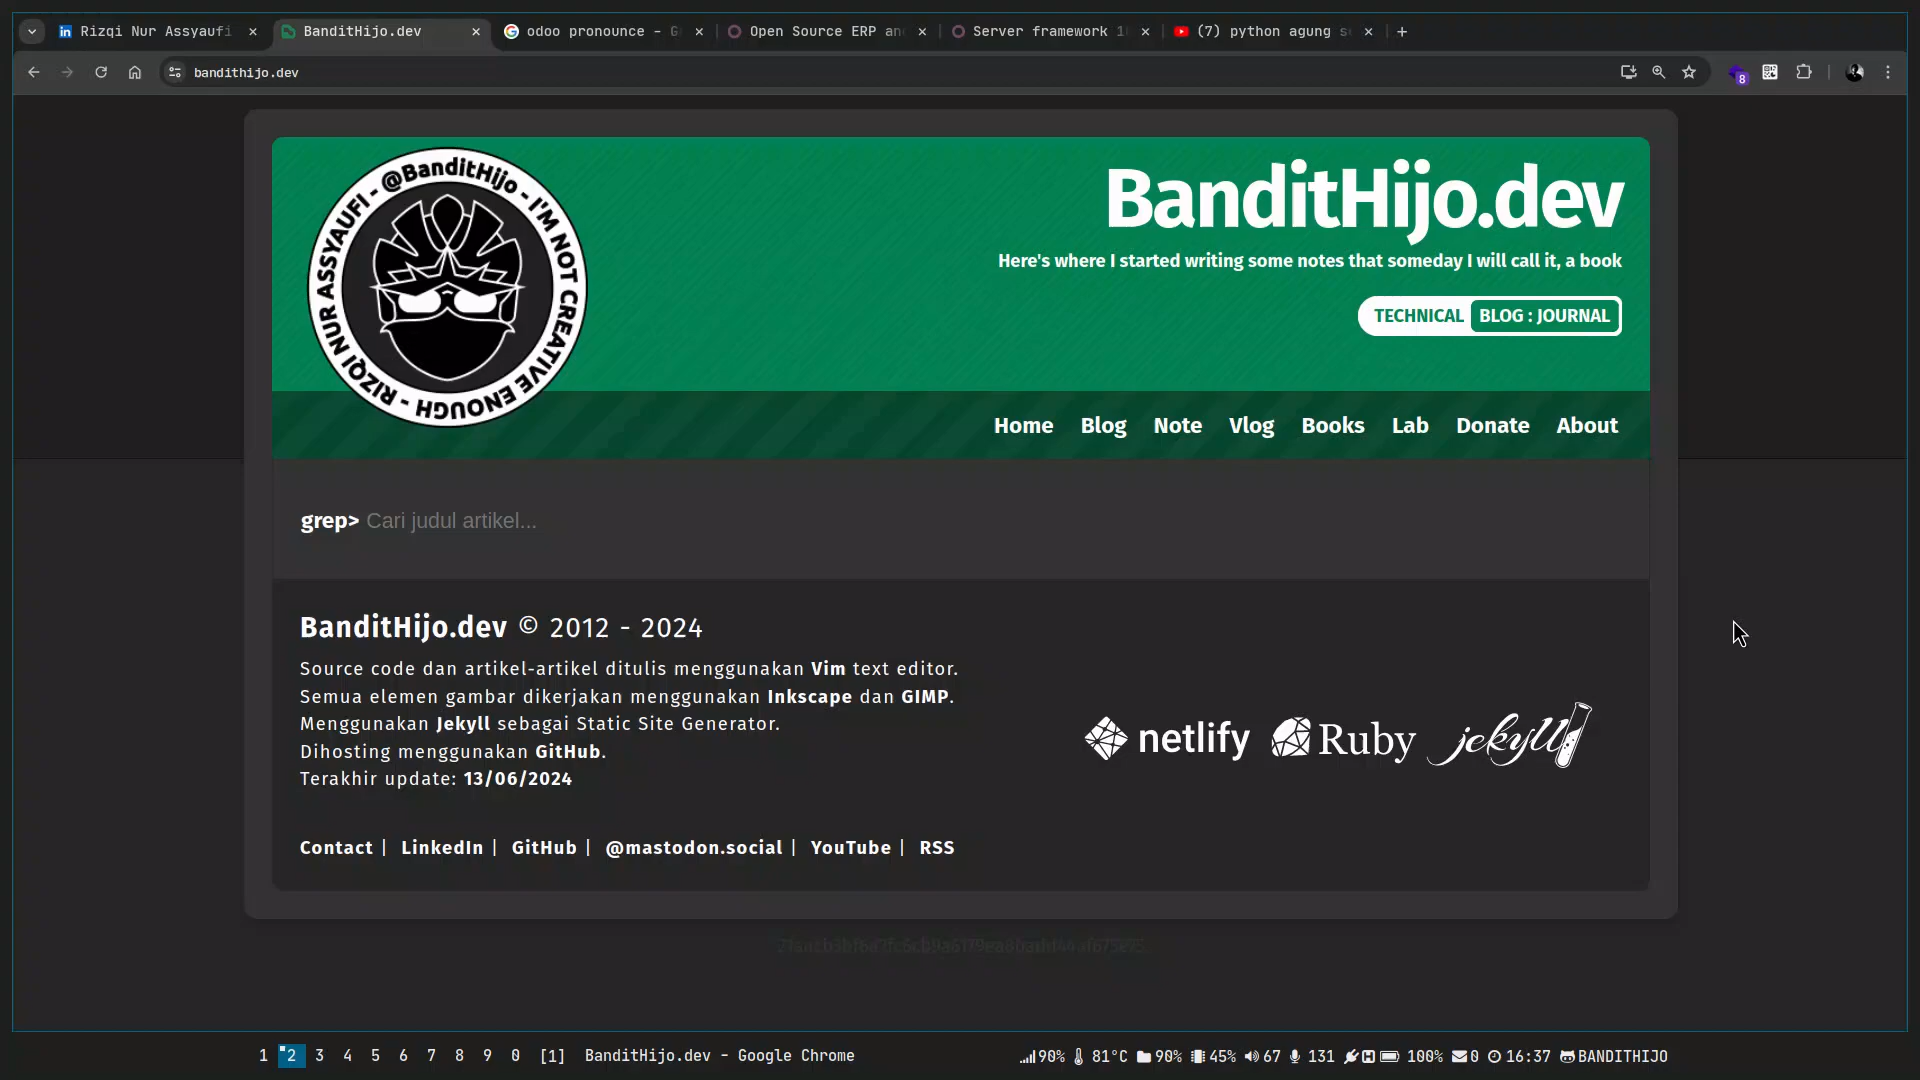 Rizqi Nur Assyaufi
BanditHijo.dev
odoo pronounce - G
Open Source ERP an
Server framework 1
(7) python agung s
bandithijo.dev
8
RIZQI NUR ASSYAUFI - @BanditHijo - I'M NOT CREATIVE ENOUGH -
BanditHijo.dev
Here's where I started writing some notes that someday I will call it, a book
TECHNICAL BLOG : JOURNAL
Home Blog Note Vlog Books Lab Donate About
grep> Cari judul artikel...
BanditHijo.dev © 2012 - 2024
Source code dan artikel-artikel ditulis menggunakan Vim text editor.
Semua elemen gambar dikerjakan menggunakan Inkscape dan GIMP.
Menggunakan Jekyll sebagai Static Site Generator.
Dihosting menggunakan GitHub.
Terakhir update: 13/06/2024
netlify Ruby jekyll
Contact | LinkedIn | GitHub | @mastodon.social | YouTube | RSS
1 2 3 4 5 6 7 8 9 0 [1] BanditHijo.dev - Google Chrome
90% 81°C 90% 45% 67 131 H 100% 0 16:37 BANDITHIJO